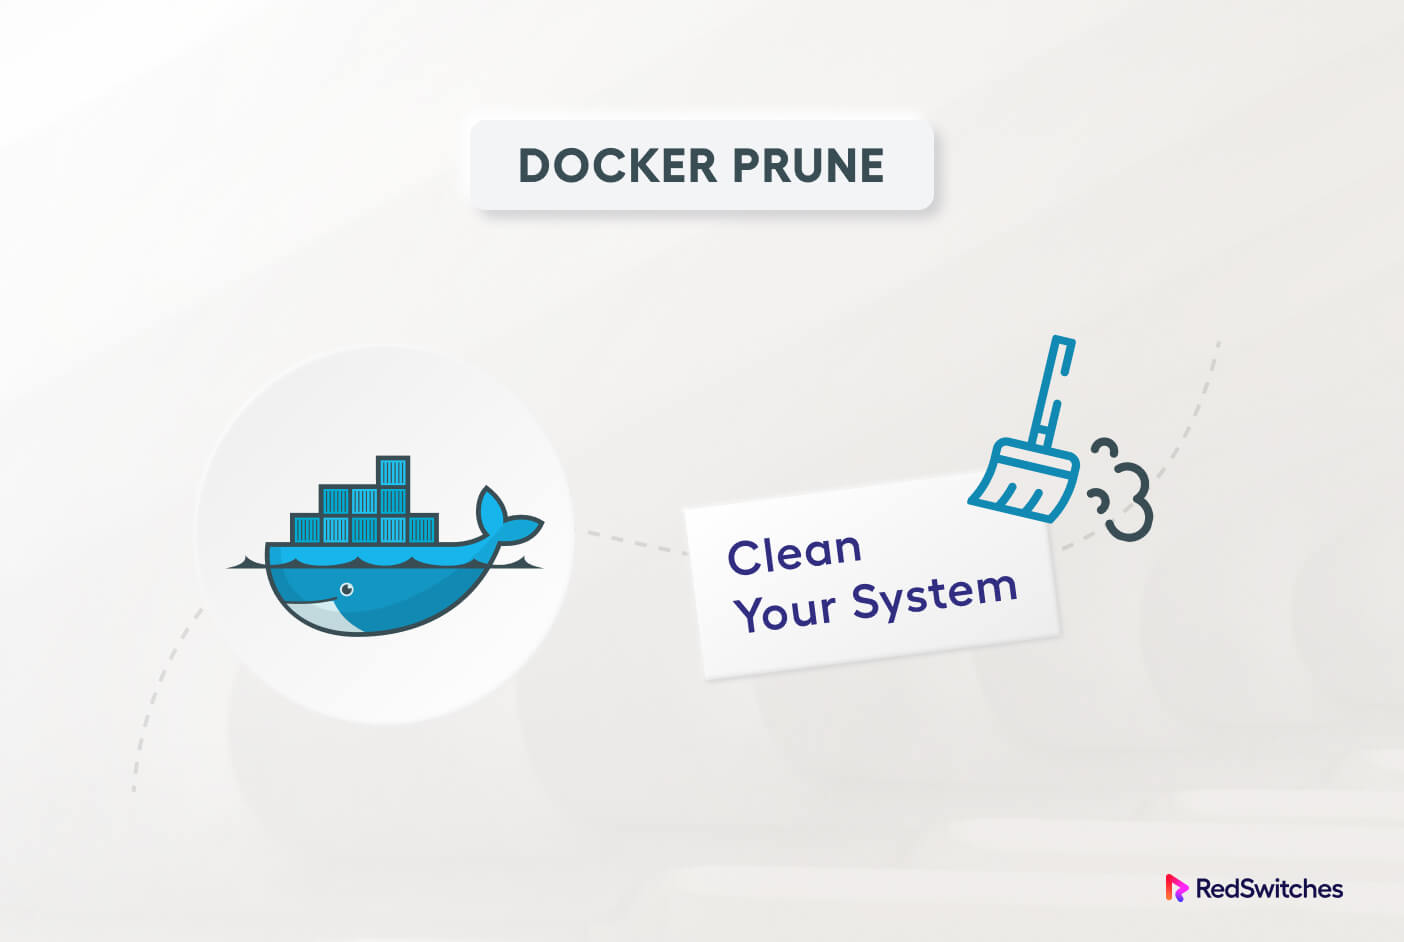 DOCKER PRUNE
Clean
Your System
RedSwitches